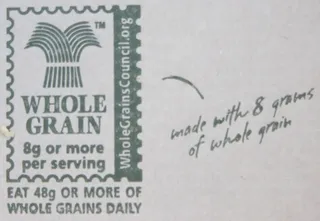 TM
WHOLE
GRAIN
8g or more
per serving
WholeGrainsCouncil.org
EAT 48g OR MORE OF
WHOLE GRAINS DAILY
made with 8 grams
of whole grain